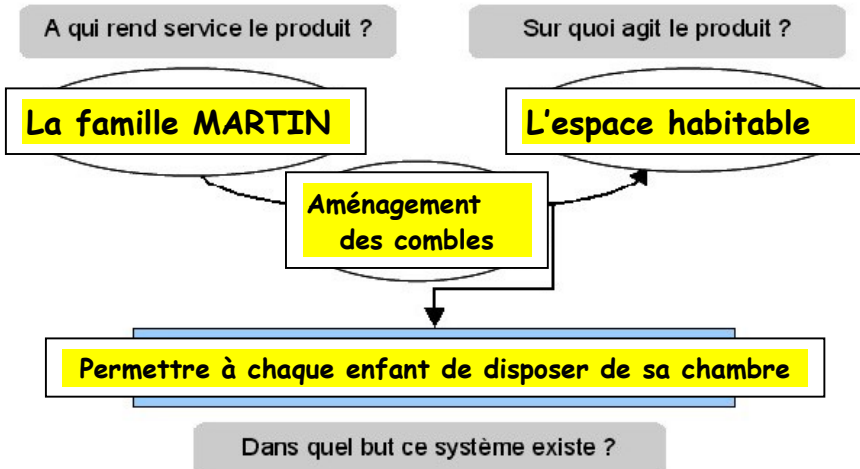 A qui rend service le produit ?
Sur quoi agit le produit ?
La famille MARTIN
L'espace habitable
Aménagement
des combles
Permettre à chaque enfant de disposer de sa chambre
Dans quel but ce système existe ?